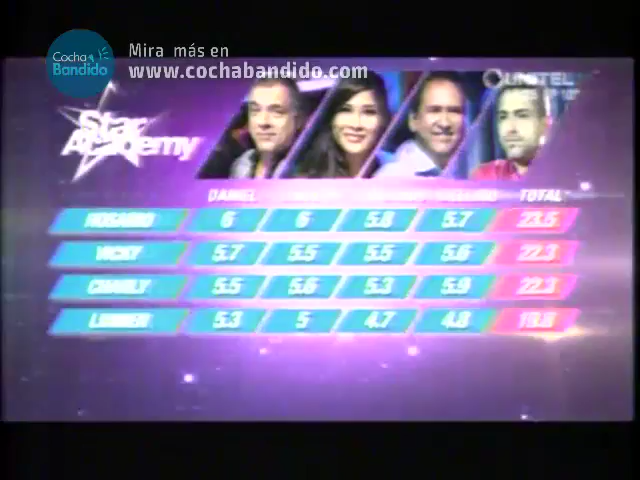 Cocha Bandido
Mira más en
www.cochabandido.com
UNITEL
Star Academy
DANIEL TOTAL
ROSARIO 6 6 5.8 5.7 23.5
VICKY 5.7 5.5 5.5 5.6 22.3
CHARLY 5.5 5.6 5.3 5.9 22.3
5.3 5 4.7 4.8 19.8